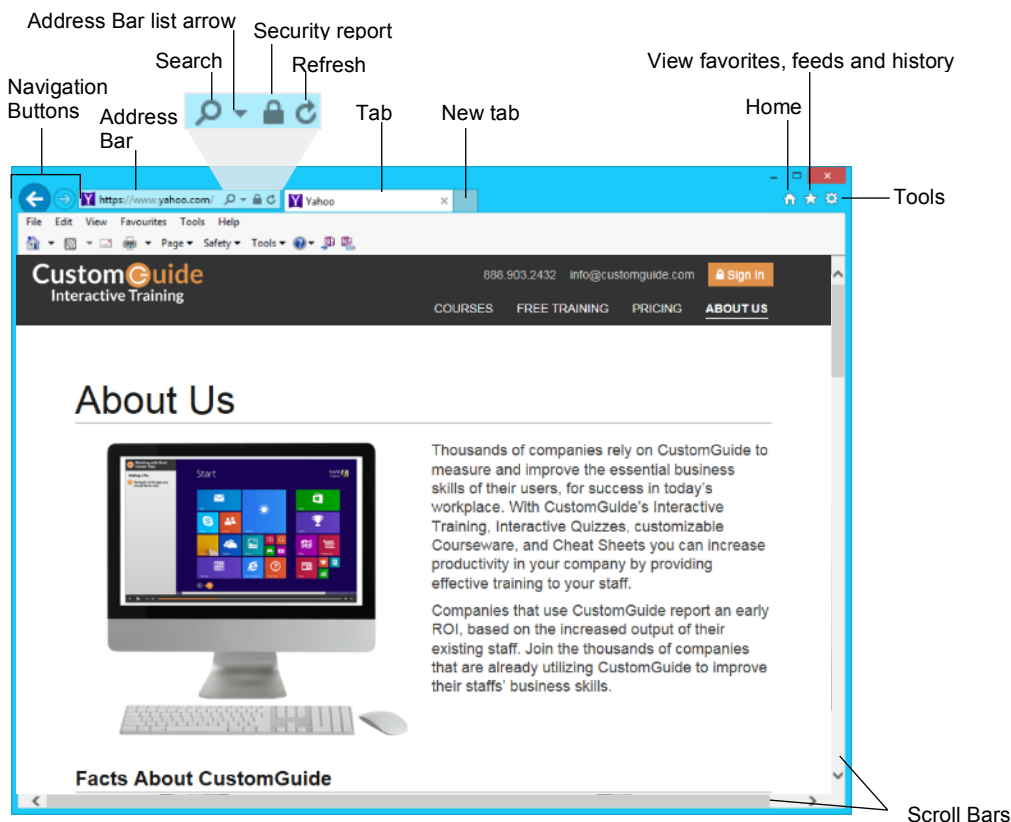 Address Bar list arrow
Security report
Search
Refresh
View favorites, feeds and history
Navigation
Buttons
Address
Bar
Tab
New tab
Home
https://www.yahoo.com/
Yahoo
Tools
File Edit View Favourites Tools Help
Page Safety Tools
CustomGuide
Interactive Training
888.903.2432 info@customguide.com Sign In
COURSES FREE TRAINING PRICING ABOUT US
About Us
Start
Thousands of companies rely on CustomGuide to
measure and improve the essential business
skills of their users, for success in today's
workplace. With CustomGuide's Interactive
Training, Interactive Quizzes, customizable
Courseware, and Cheat Sheets you can increase
productivity in your company by providing
effective training to your staff.
Companies that use CustomGuide report an early
ROI, based on the increased output of their
existing staff. Join the thousands of companies
that are already utilizing CustomGuide to improve
their staffs' business skills.
Facts About CustomGuide
Scroll Bars